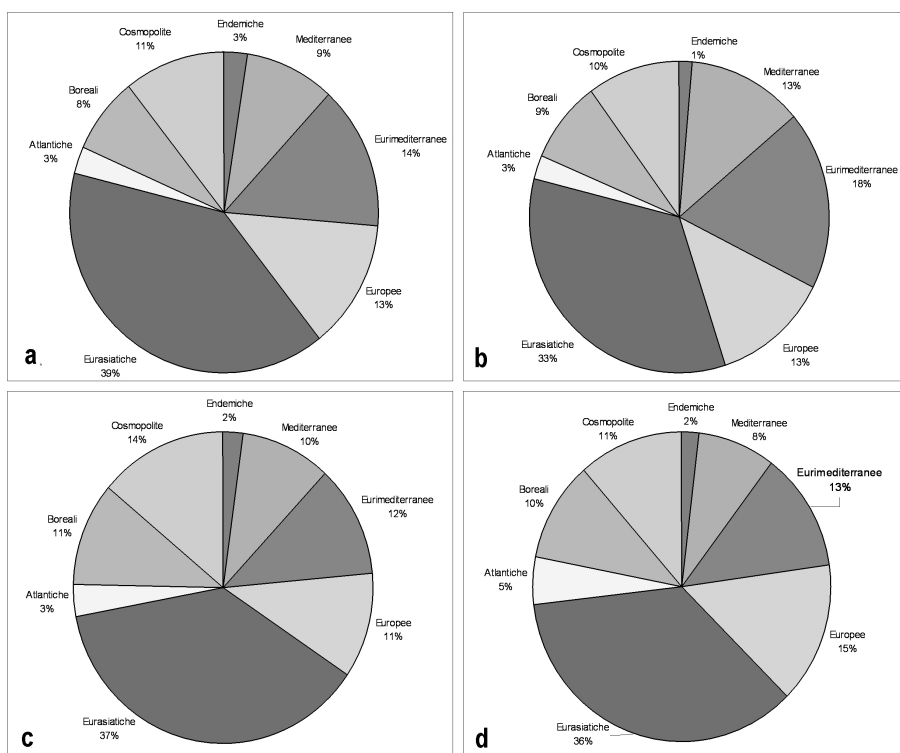 Endemiche
3%
Mediterranee
9%
Eurimediterranee
14%
Europee
13%
Eurasiatiche
39%
Atlantiche
3%
Boreali
8%
Cosmopolite
11%
a.
Endemiche
1%
Mediterranee
13%
Eurimediterranee
18%
Europee
13%
Eurasiatiche
33%
Atlantiche
3%
Boreali
9%
Cosmopolite
10%
b
Endemiche
2%
Mediterranee
10%
Eurimediterranee
12%
Europee
11%
Eurasiatiche
37%
Atlantiche
3%
Boreali
11%
Cosmopolite
14%
c
Endemiche
2%
Mediterranee
8%
Eurimediterranee
13%
Europee
15%
Eurasiatiche
36%
Atlantiche
5%
Boreali
10%
Cosmopolite
11%
d